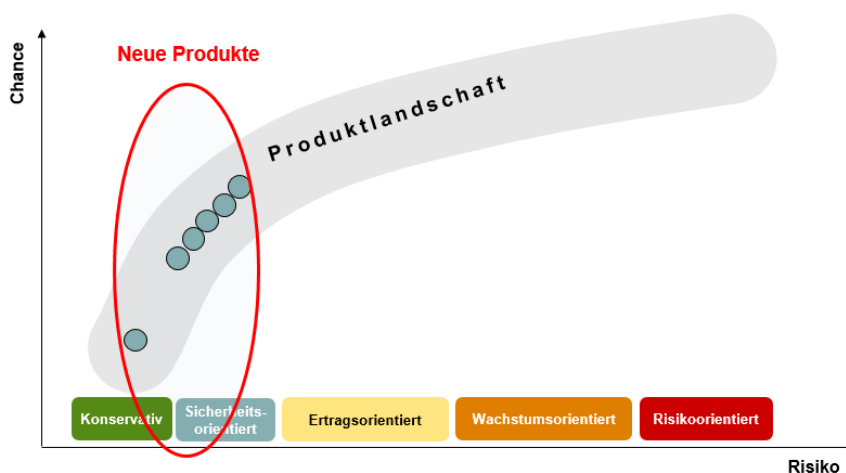 Neue Produkte
Chance
Produktlandschaft
Konservativ
Sicherheits-
orientiert
Ertragsorientiert
Wachstumsorientiert
Risikoorientiert
Risiko